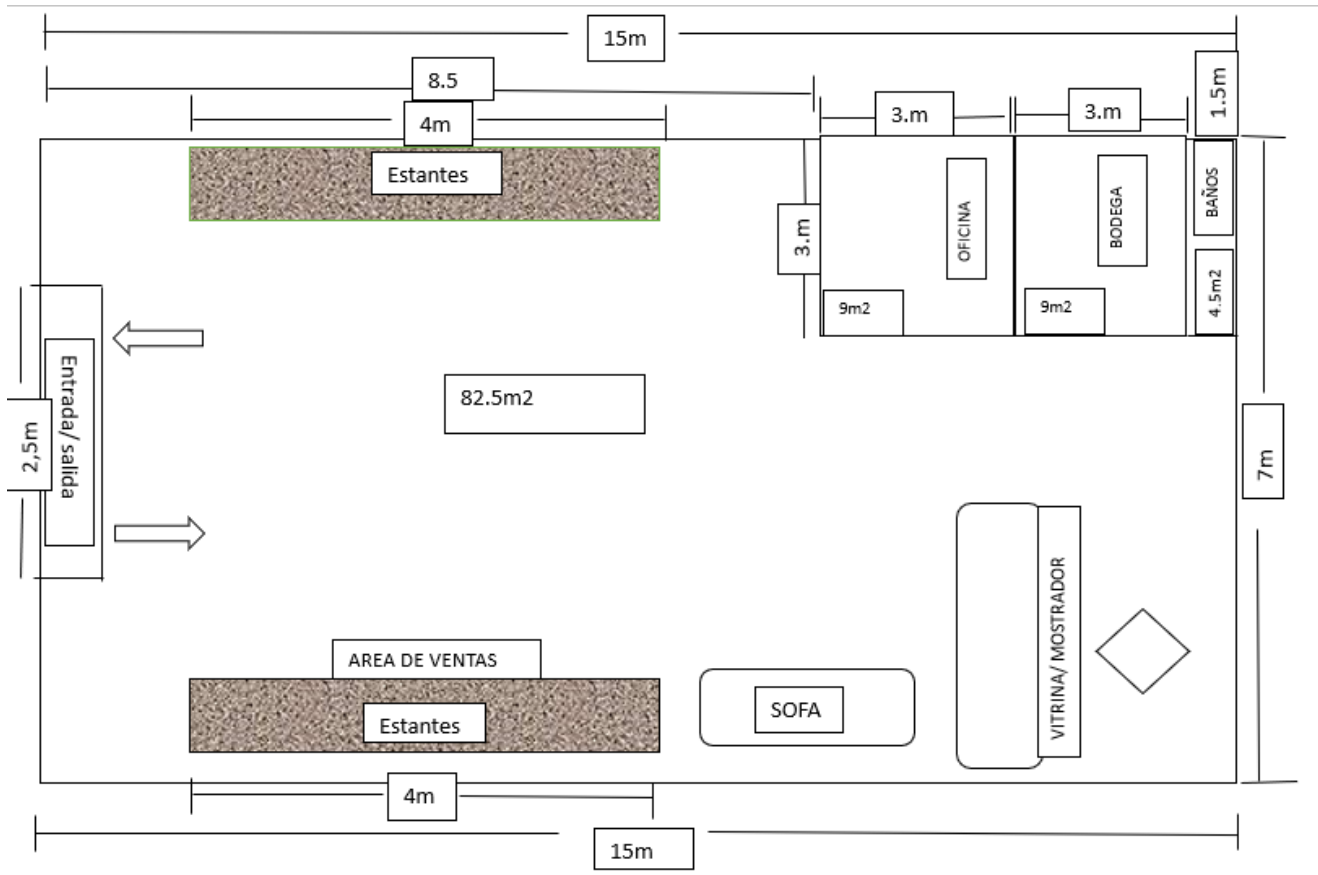 15m
8.5
4m
3.m
3.m
1.5m
Estantes
3.m
OFICINA
BODEGA
BAÑOS
9m2
9m2
4.5m2
Entrada/ salida
2,5m
82.5m2
7m
AREA DE VENTAS
Estantes
SOFA
VITRINA/ MOSTRADOR
4m
15m